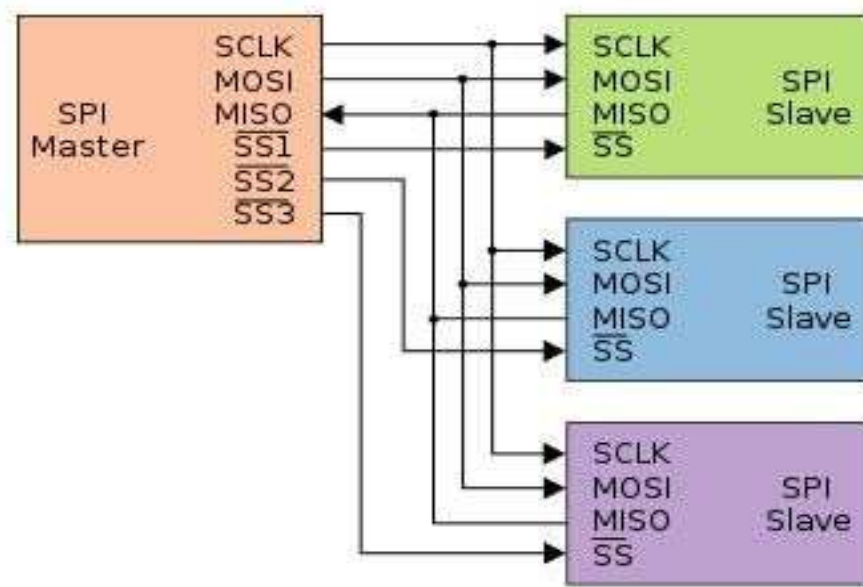 SPI
Master
SCLK
MOSI
MISO
SS1
SS2
SS3
SCLK
MOSI
MISO
SS
SPI
Slave
SCLK
MOSI
MISO
SS
SPI
Slave
SCLK
MOSI
MISO
SS
SPI
Slave